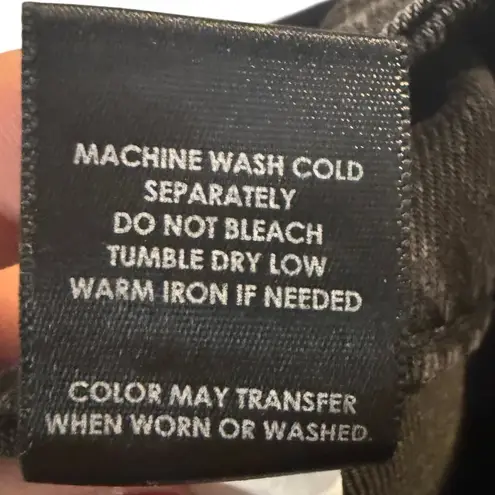 MACHINE WASH COLD
SEPARATELY
DO NOT BLEACH
TUMBLE DRY LOW
WARM IRON IF NEEDED
COLOR MAY TRANSFER
WHEN WORN OR WASHED.